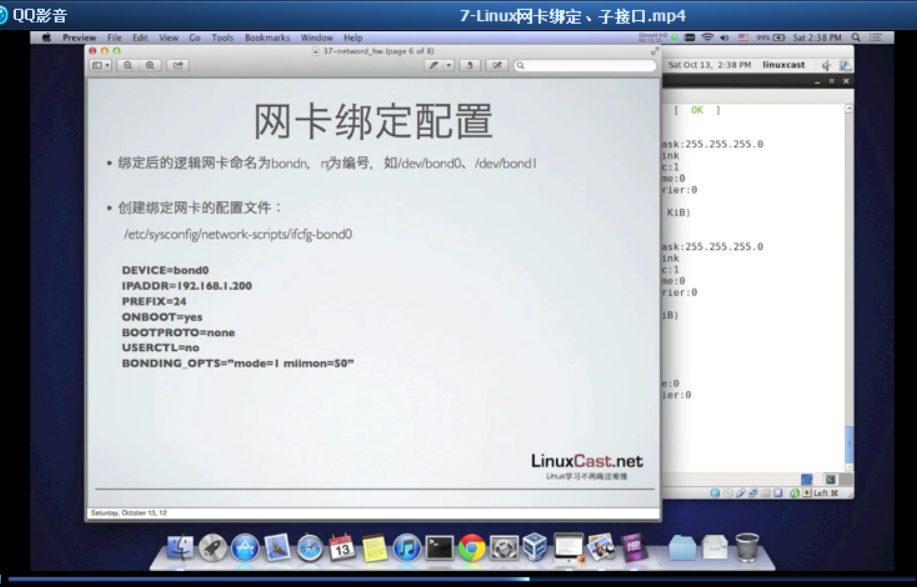 QQ影音
7-Linux网卡绑定、子接口.mp4
Preview File Edit View Go Tools Bookmarks Window Help
99%
Sat 2:38 PM
37-netword_hw (page 6 of 8)
Sat Oct 13, 2:38 PM linuxcast
网卡绑定配置
• 绑定后的逻辑网卡命名为bondn, n为编号, 如/dev/bond0、/dev/bond1
• 创建绑定网卡的配置文件：
/etc/sysconfig/network-scripts/ifcfg-bond0
DEVICE=bond0
IPADDR=192.168.1.200
PREFIX=24
ONBOOT=yes
BOOTPROTO=none
USERCTL=no
BONDING_OPTS="mode=1 miimon=50"
LinuxCast.net
Linux学习不再痛苦难懂
Saturday, October 13, 12
[ OK ]
ask:255.255.255.0
ink
c:1
me:0
rier:0
KiB)
ask:255.255.255.0
ink
c:1
me:0
rier:0
iB)
e:0
ier:0
Left ⌘
13